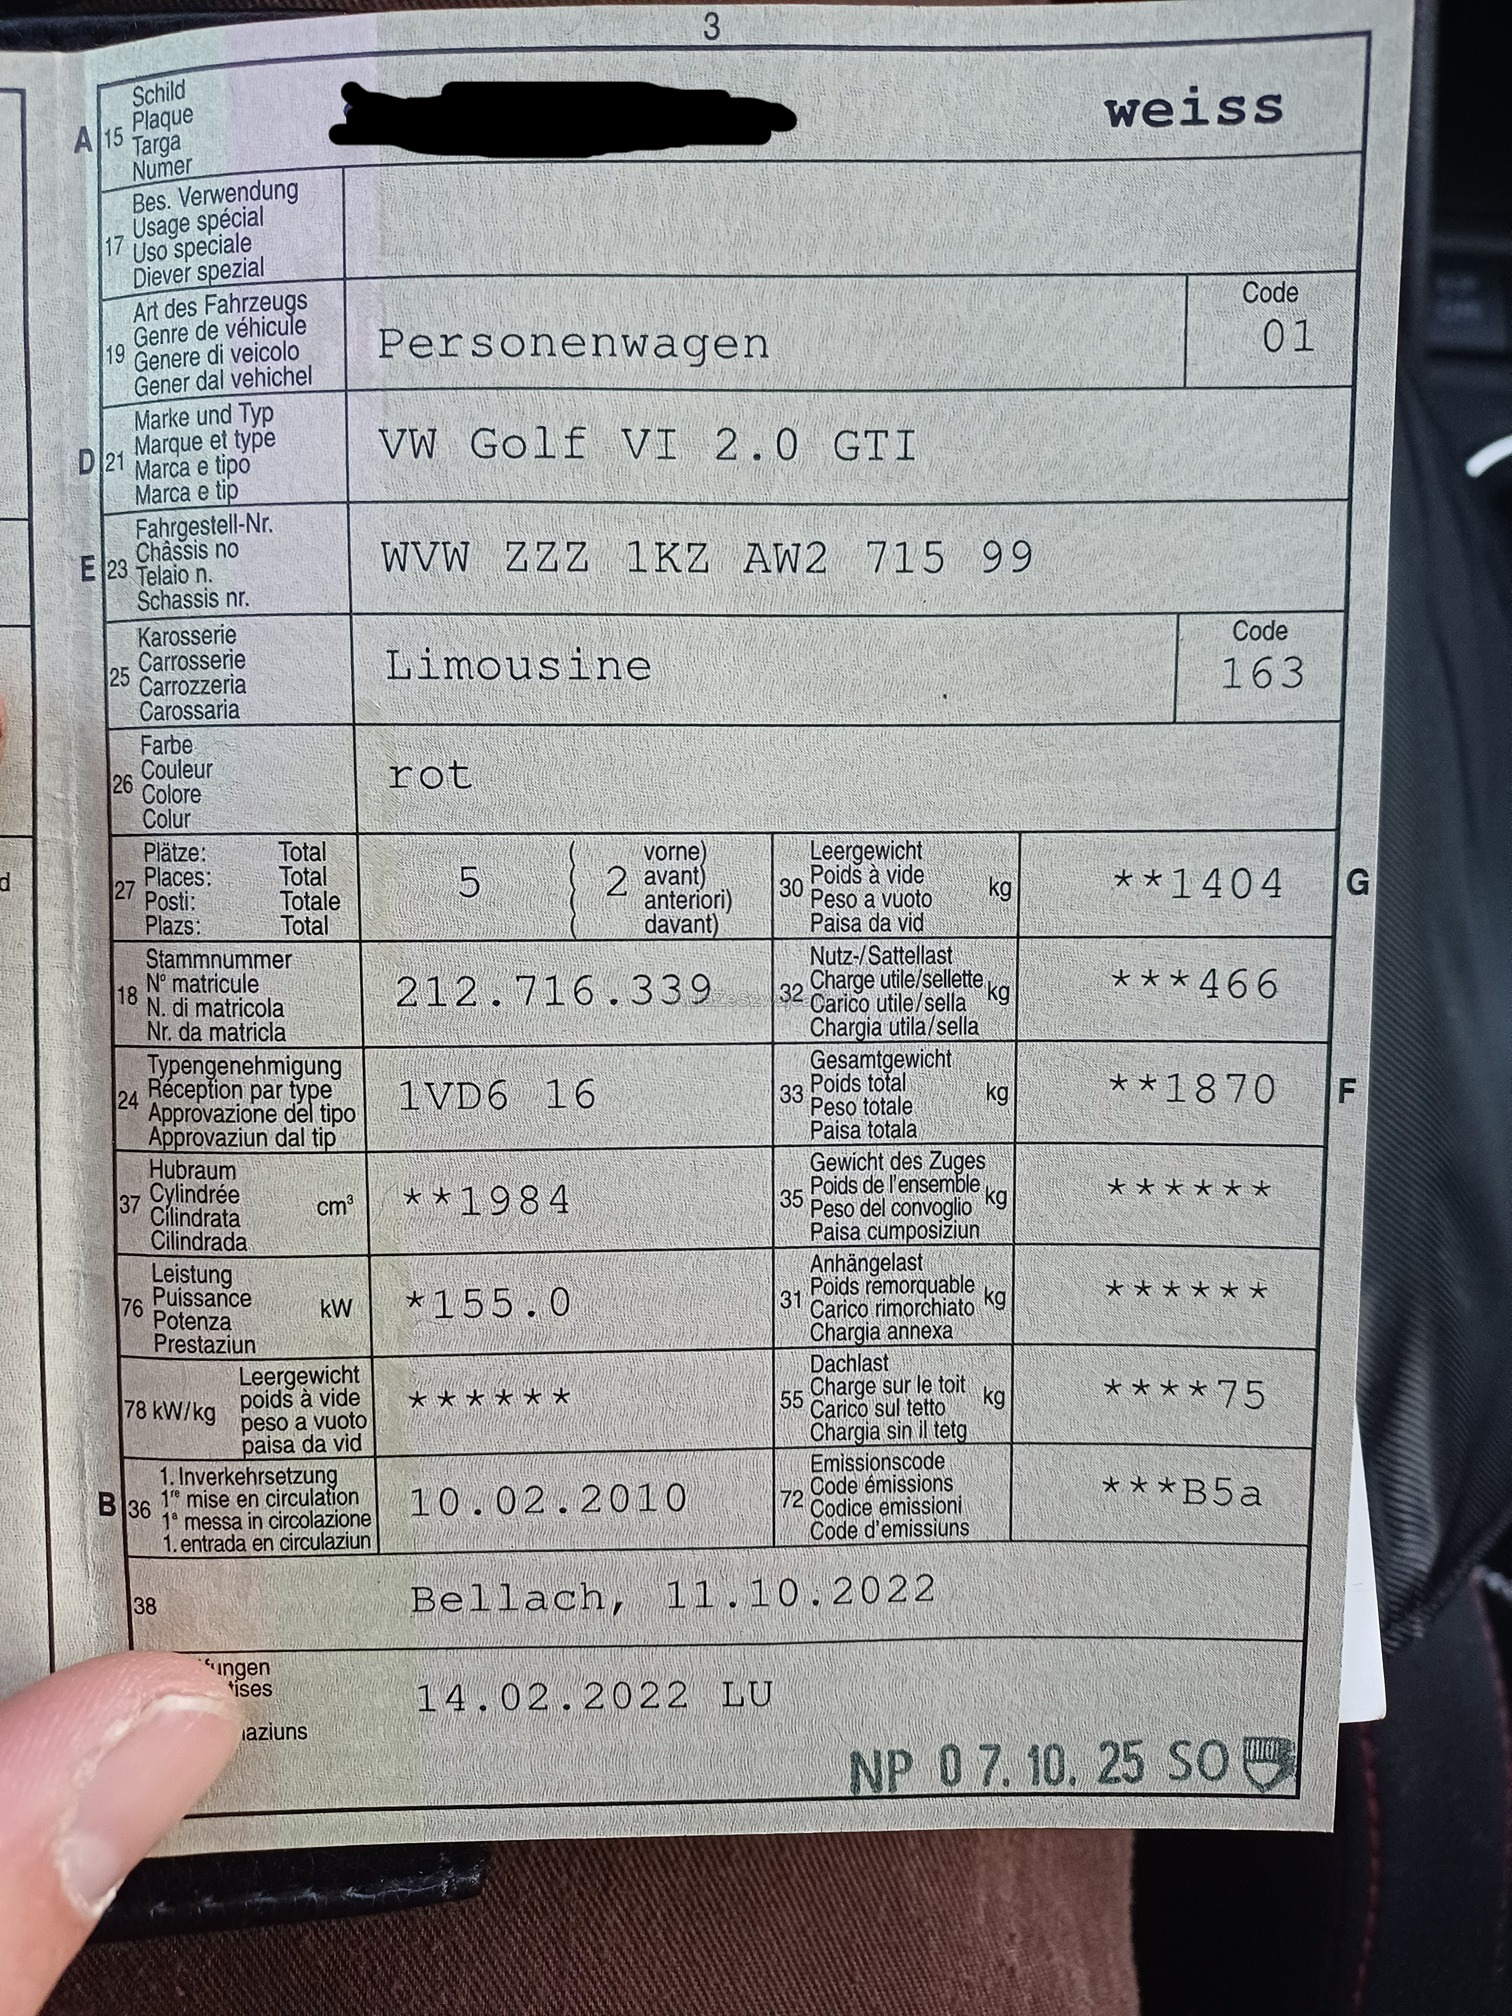 3
A 15 Schild
Plaque
Targa
Numer
weiss
17 Bes. Verwendung
Usage spécial
Uso speciale
Diever spezial
19 Art des Fahrzeugs
Genre de véhicule
Genere di veicolo
Gener dal vehichel
Personenwagen
Code
01
D 21 Marke und Typ
Marque et type
Marca e tipo
Marca e tip
VW Golf VI 2.0 GTI
E 23 Fahrgestell-Nr.
Châssis no
Telaio n.
Schassis nr.
WVW ZZZ 1KZ AW2 715 99
25 Karosserie
Carrosserie
Carrozzeria
Carossaria
Limousine
Code
163
26 Farbe
Couleur
Colore
Colur
rot
27 Plätze: Total
Places: Total
Posti: Totale
Plazs: Total
5 ( 2 vorne)
avant)
anteriori)
davant)
30 Leergewicht
Poids à vide kg
Peso a vuoto
Paisa da vid
**1404 G
18 Stammnummer
N° matricule
N. di matricola
Nr. da matricla
212.716.339
32 Nutz-/Sattellast
Charge utile/sellette kg
Carico utile/sella
Chargia utila/sella
***466
24 Typengenehmigung
Réception par type
Approvazione del tipo
Approvaziun dal tip
1VD6 16
33 Gesamtgewicht
Poids total kg
Peso totale
Paisa totala
**1870 F
37 Hubraum
Cylindrée cm³
Cilindrata
Cilindrada
**1984
35 Gewicht des Zuges
Poids de l'ensemble kg
Peso del convoglio
Paisa cumposiziun
******
76 Leistung
Puissance kW
Potenza
Prestaziun
*155.0
31 Anhängelast
Poids remorquable kg
Carico rimorchiato
Chargia annexa
******
78 kW/kg Leergewicht
poids à vide
peso a vuoto
paisa da vid
******
55 Dachlast
Charge sur le toit kg
Carico sul tetto
Chargia sin il tetg
****75
B 36 1. Inverkehrsetzung
1re mise en circulation
1a messa in circolazione
1. entrada en circulaziun
10.02.2010
72 Emissionscode
Code émissions
Codice emissioni
Code d'emissiuns
***B5a
38 Bellach, 11.10.2022
14.02.2022 LU
NP 07.10.25 SO